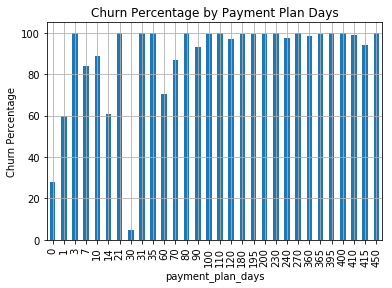 Churn Percentage by Payment Plan Days
100
80
60
40
20
0
Churn Percentage
0 1 3 7 10 14 21 30 31 35 60 70 80 90 100 110 120 180 195 200 230 240 270 360 365 395 400 410 415 450
payment_plan_days